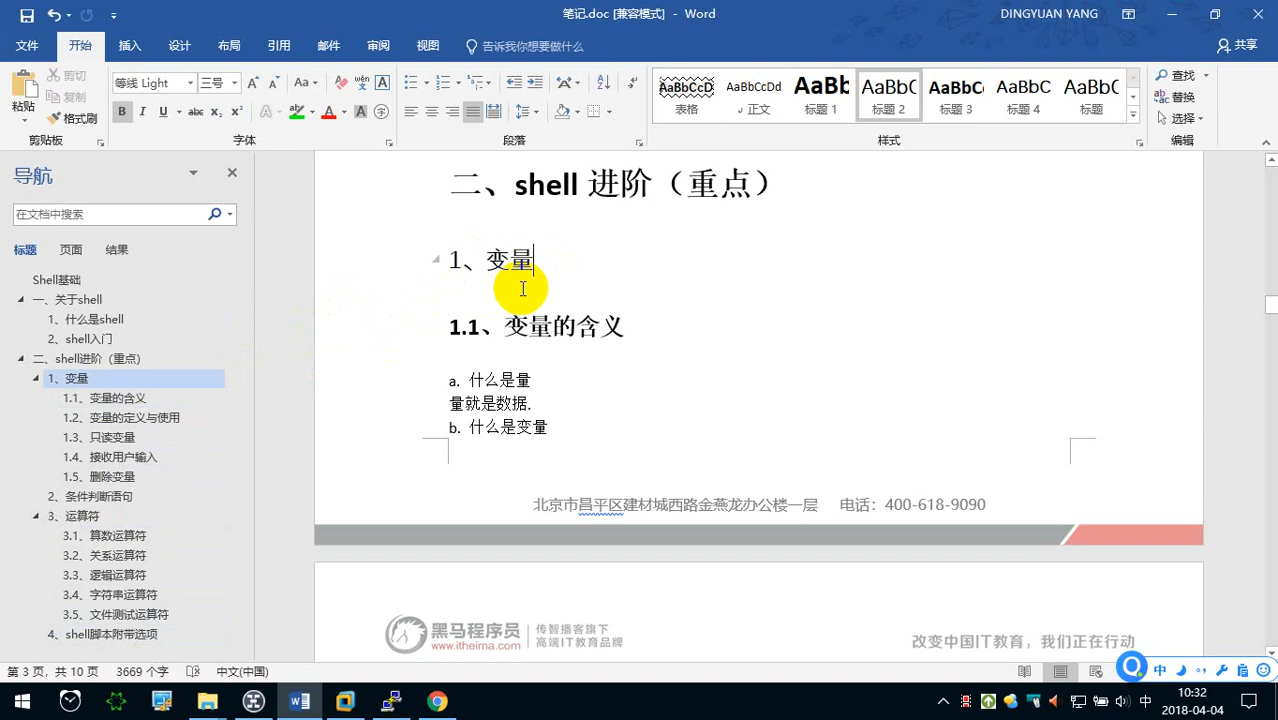 笔记.doc [兼容模式] - Word
DINGYUAN YANG
文件 开始 插入 设计 布局 引用 邮件 审阅 视图 告诉我你想要做什么 共享
粘贴
剪切
复制
格式刷
剪贴板
等线 Light 三号
字体
段落
AaBbCcD 表格
AaBbCcDd 正文
AaBb 标题 1
AaBbC 标题 2
AaBbC 标题 3
AaBbC 标题 4
AaBbC 标题
样式
查找
替换
选择
编辑
导航
在文档中搜索
标题 页面 结果
Shell基础
一、关于shell
1、什么是shell
2、shell入门
二、shell进阶（重点）
1、变量
1.1、变量的含义
1.2、变量的定义与使用
1.3、只读变量
1.4、接收用户输入
1.5、删除变量
2、条件判断语句
3、运算符
3.1、算数运算符
3.2、关系运算符
3.3、逻辑运算符
3.4、字符串运算符
3.5、文件测试运算符
4、shell脚本附带选项
二、shell 进阶（重点）
1、变量
1.1、变量的含义
a. 什么是量
量就是数据.
b. 什么是变量
北京市昌平区建材城西路金燕龙办公楼一层 电话：400-618-9090
黑马程序员
www.itheima.com
传智播客旗下
高端IT教育品牌
改变中国IT教育，我们正在行动
第 3 页，共 10 页 3669 个字 中文(中国)
中
中
10:32
2018-04-04